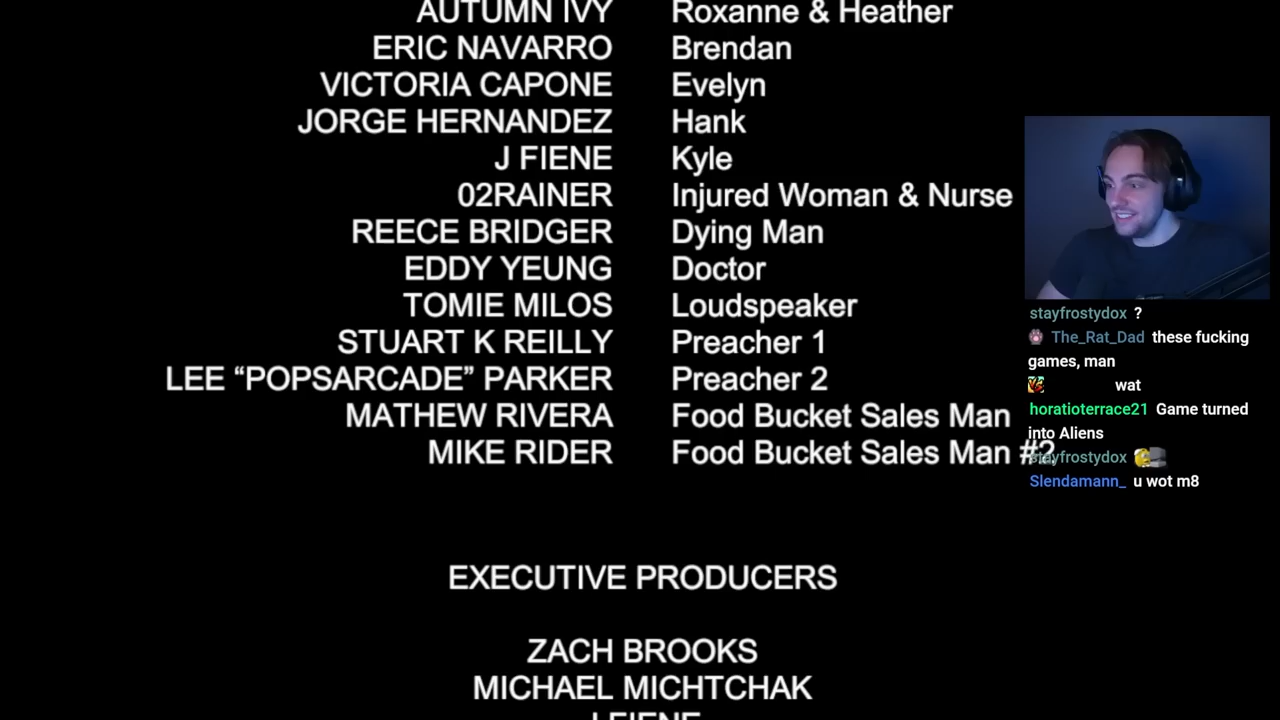 AUTUMN IVY Roxanne & Heather
ERIC NAVARRO Brendan
VICTORIA CAPONE Evelyn
JORGE HERNANDEZ Hank
J FIENE Kyle
02RAINER Injured Woman & Nurse
REECE BRIDGER Dying Man
EDDY YEUNG Doctor
TOMIE MILOS Loudspeaker
STUART K REILLY Preacher 1
LEE “POPSARCADE” PARKER Preacher 2
MATHEW RIVERA Food Bucket Sales Man
MIKE RIDER Food Bucket Sales Man #2
EXECUTIVE PRODUCERS
ZACH BROOKS
MICHAEL MICHTCHAK
J FIENE
stayfrostydox ?
The_Rat_Dad these fucking
games, man
wat
horatioterrace21 Game turned
into Aliens
stayfrostydox
Slendamann_ u wot m8